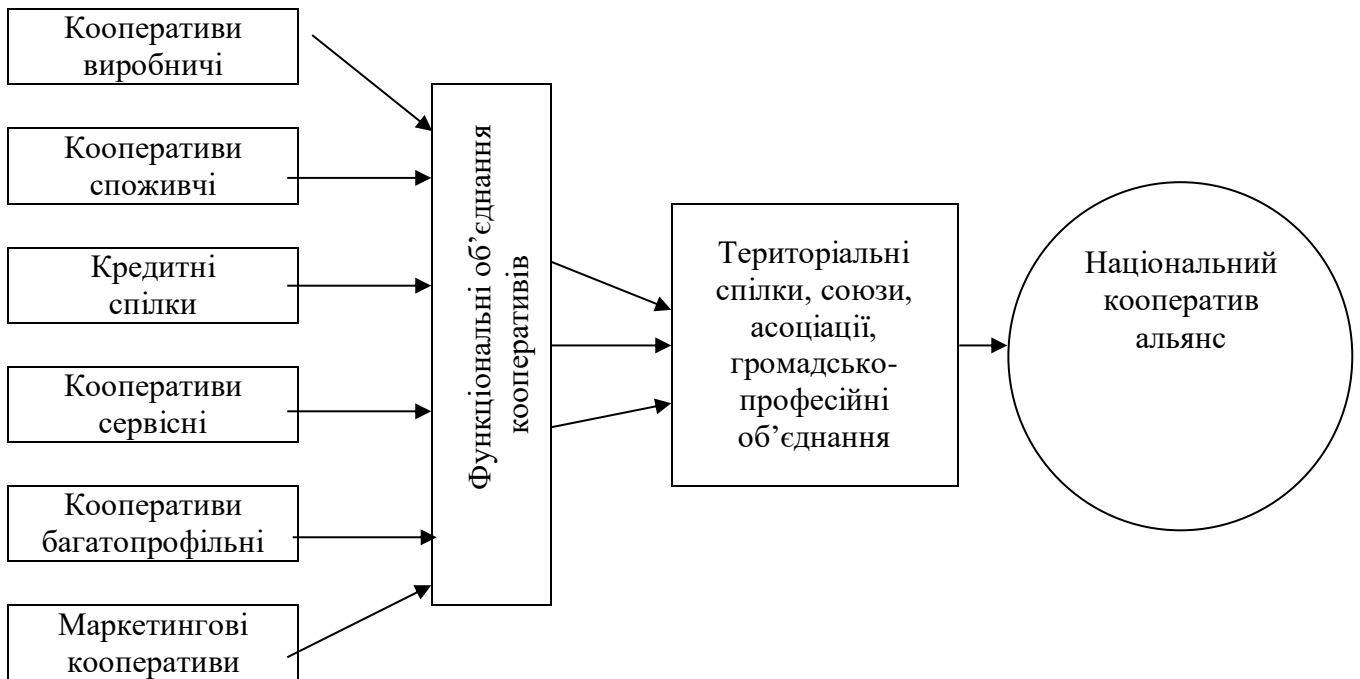 Кооперативи
виробничі
Кооперативи
споживчі
Кредитні
спілки
Кооперативи
сервісні
Кооперативи
багатопрофільні
Маркетингові
кооперативи
Функціональні об’єднання
кооперативів
Територіальні
спілки, союзи,
асоціації,
громадсько-
професійні
об’єднання
Національний
кооператив
альянс